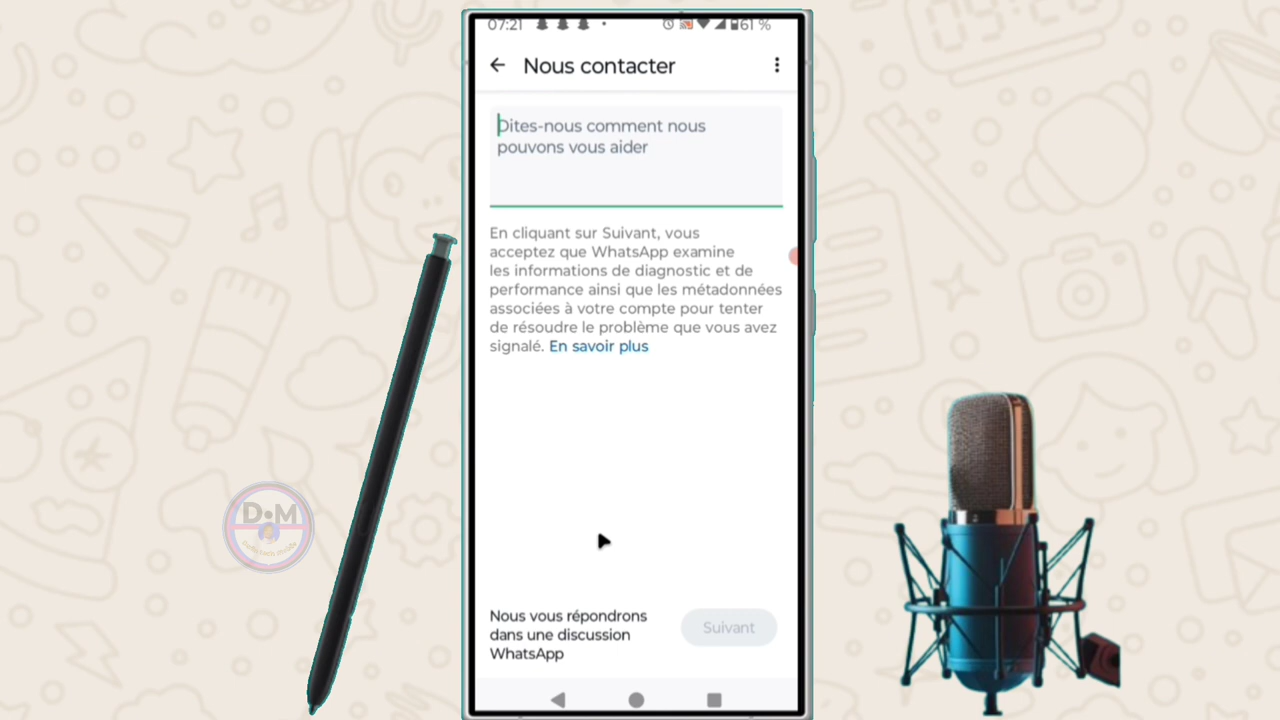 07:21
61 %
Nous contacter
Dites-nous comment nous
pouvons vous aider
En cliquant sur Suivant, vous
acceptez que WhatsApp examine
les informations de diagnostic et de
performance ainsi que les métadonnées
associées à votre compte pour tenter
de résoudre le problème que vous avez
signalé. En savoir plus
D•M
Nous vous répondrons
dans une discussion
WhatsApp
Suivant